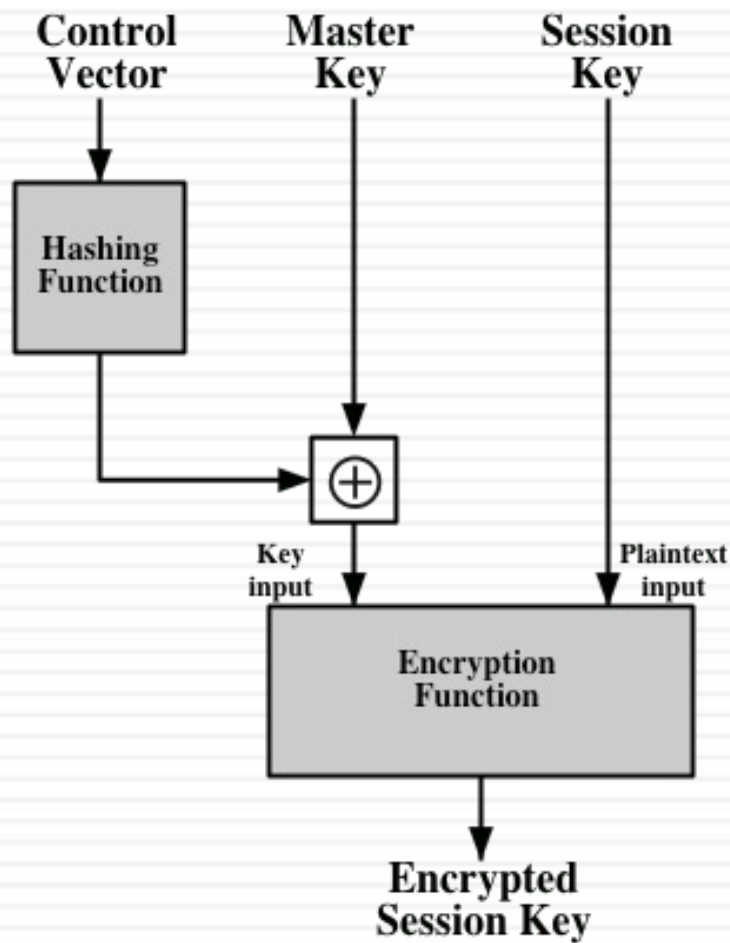 Control
Vector
Master
Key
Session
Key
Hashing
Function
Key
input
Plaintext
input
Encryption
Function
Encrypted
Session Key